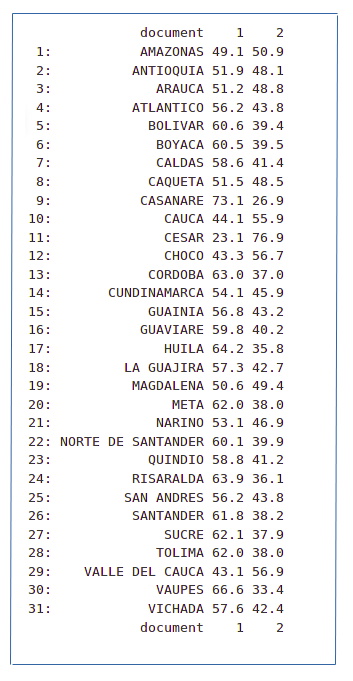 document 1 2
1: AMAZONAS 49.1 50.9
2: ANTIOQUIA 51.9 48.1
3: ARAUCA 51.2 48.8
4: ATLANTICO 56.2 43.8
5: BOLIVAR 60.6 39.4
6: BOYACA 60.5 39.5
7: CALDAS 58.6 41.4
8: CAQUETA 51.5 48.5
9: CASANARE 73.1 26.9
10: CAUCA 44.1 55.9
11: CESAR 23.1 76.9
12: CHOCO 43.3 56.7
13: CORDOBA 63.0 37.0
14: CUNDINAMARCA 54.1 45.9
15: GUAINIA 56.8 43.2
16: GUAVIARE 59.8 40.2
17: HUILA 64.2 35.8
18: LA GUAJIRA 57.3 42.7
19: MAGDALENA 50.6 49.4
20: META 62.0 38.0
21: NARINO 53.1 46.9
22: NORTE DE SANTANDER 60.1 39.9
23: QUINDIO 58.8 41.2
24: RISARALDA 63.9 36.1
25: SAN ANDRES 56.2 43.8
26: SANTANDER 61.8 38.2
27: SUCRE 62.1 37.9
28: TOLIMA 62.0 38.0
29: VALLE DEL CAUCA 43.1 56.9
30: VAUPES 66.6 33.4
31: VICHADA 57.6 42.4
document 1 2